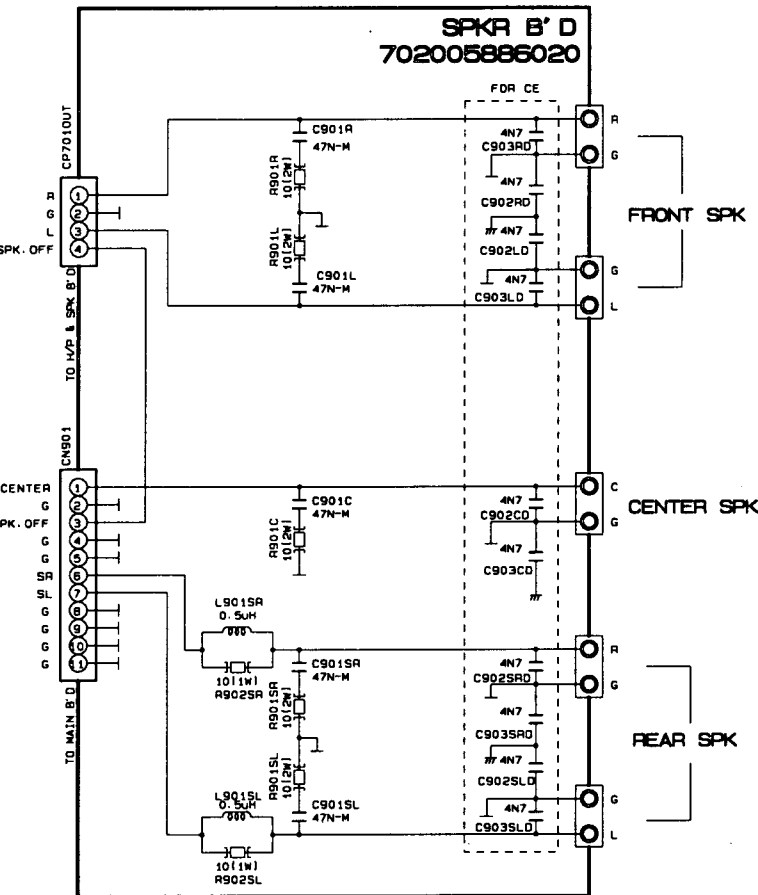 SPKR B'D
702005886020
FOR CE
CP701OUT
R 1
G 2
L 3
SPK.OFF 4
TO H/P & SPK B'D
C901R
47N-M
R901R
10(2W)
R901L
10(2W)
C901L
47N-M
4N7
C903RD
4N7
C902RD
4N7
C902LD
4N7
C903LD
R
G
G
L
FRONT SPK
CN901
CENTER 1
G 2
PK.OFF 3
G 4
G 5
SR 6
SL 7
G 8
G 9
G 10
G 11
TO MAIN B'D
C901C
47N-M
R901C
10(2W)
4N7
C902CD
4N7
C903CD
C
G
CENTER SPK
L901SR
0.5uH
10(1W)
R902SR
C901SR
47N-M
R901SR
10(2W)
R901SL
10(2W)
C901SL
47N-M
L901SL
0.5uH
10(1W)
R902SL
4N7
C902SRD
4N7
C903SRD
4N7
C902SLD
4N7
C903SLD
R
G
G
L
REAR SPK